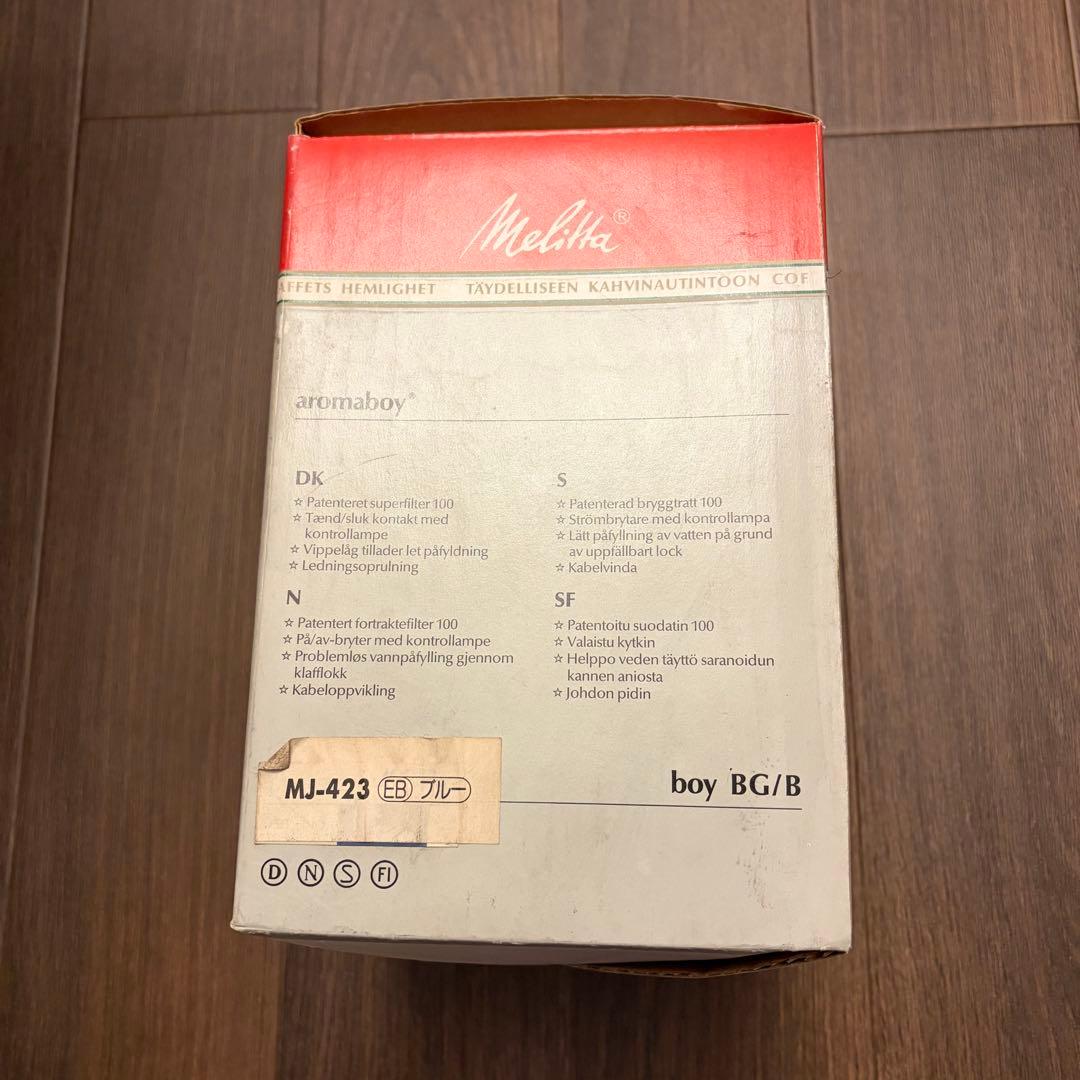 Melitta®
AFFETS HEMLIGHET TÄYDELLISEEN KAHVINAUTINTOON COF
aromaboy®
DK
☆ Patenteret superfilter 100
☆ Tænd/sluk kontakt med
kontrollampe
☆ Vippelåg tillader let påfyldning
☆ Ledningsoprulning
S
☆ Patenterad bryggtratt 100
☆ Strömbrytare med kontrollampa
☆ Lätt påfyllning av vatten på grund
av uppfällbart lock
☆ Kabelvinda
N
☆ Patentert fortraktefilter 100
☆ På/av-bryter med kontrollampe
☆ Problemløs vannpåfylling gjennom
klafflokk
☆ Kabeloppvikling
SF
☆ Patentoitu suodatin 100
☆ Valaistu kytkin
☆ Helppo veden täyttö saranoidun
kannen aniosta
☆ Johdon pidin
MJ-423 EB ブルー
boy BG/B
D N S FI